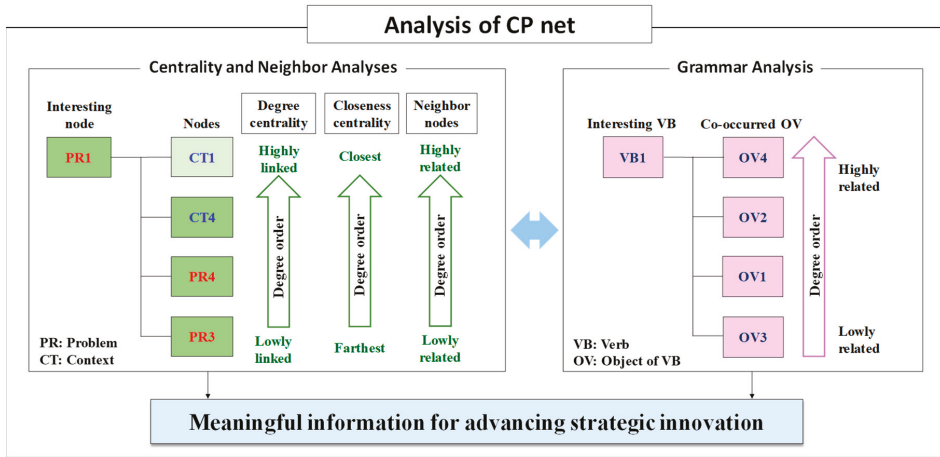 Analysis of CP net
Centrality and Neighbor Analyses
Interesting
node
Nodes
Degree
centrality
Closeness
centrality
Neighbor
nodes
PR1
CT1
CT4
PR4
PR3
Highly
linked
Closest
Highly
related
Degree order
Degree order
Degree order
Lowly
linked
Farthest
Lowly
related
PR: Problem
CT: Context
Grammar Analysis
Interesting VB
Co-occurred OV
VB1
OV4
OV2
OV1
OV3
Degree order
Highly
related
Lowly
related
VB: Verb
OV: Object of VB
Meaningful information for advancing strategic innovation